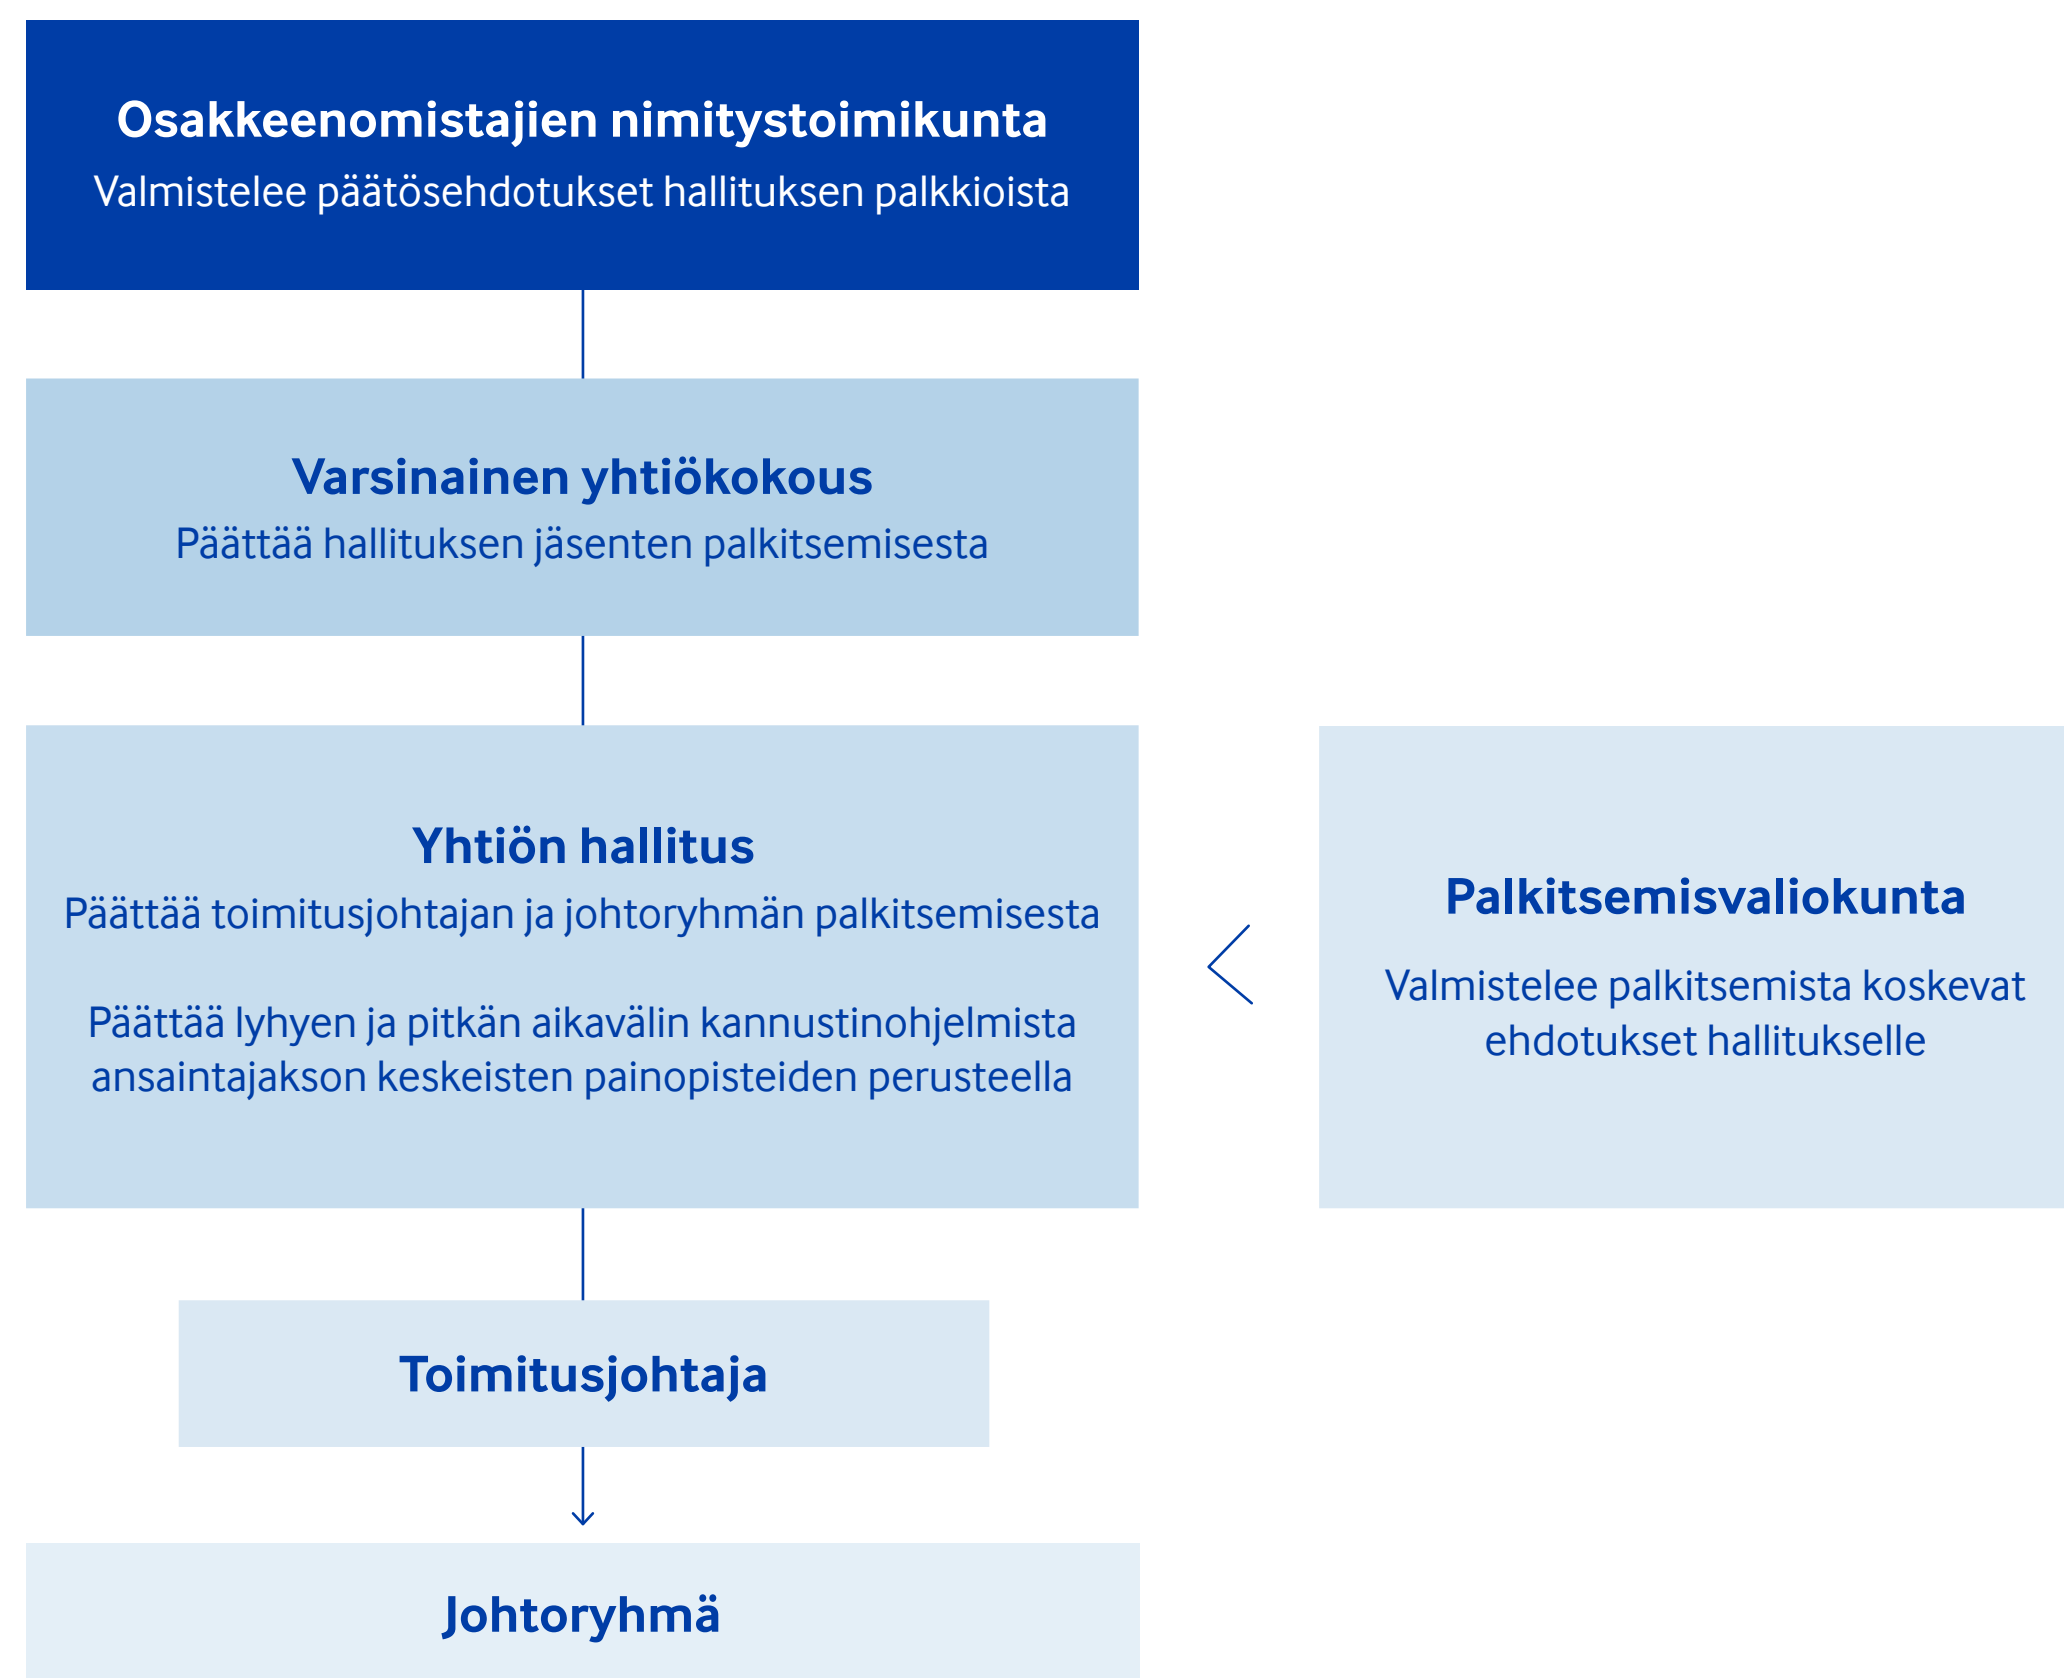 Osakkeenomistajien nimitystoimikunta
Valmistelee päätösehdotukset hallituksen palkkioista
Varsinainen yhtiökokous
Päättää hallituksen jäsenten palkitsemisesta
Yhtiön hallitus
Päättää toimitusjohtajan ja johtoryhmän palkitsemisesta
Päättää lyhyen ja pitkän aikavälin kannustinohjelmista
ansaintajakson keskeisten painopisteiden perusteella
Palkitsemisvaliokunta
Valmistelee palkitsemista koskevat
ehdotukset hallitukselle
Toimitusjohtaja
Johtoryhmä